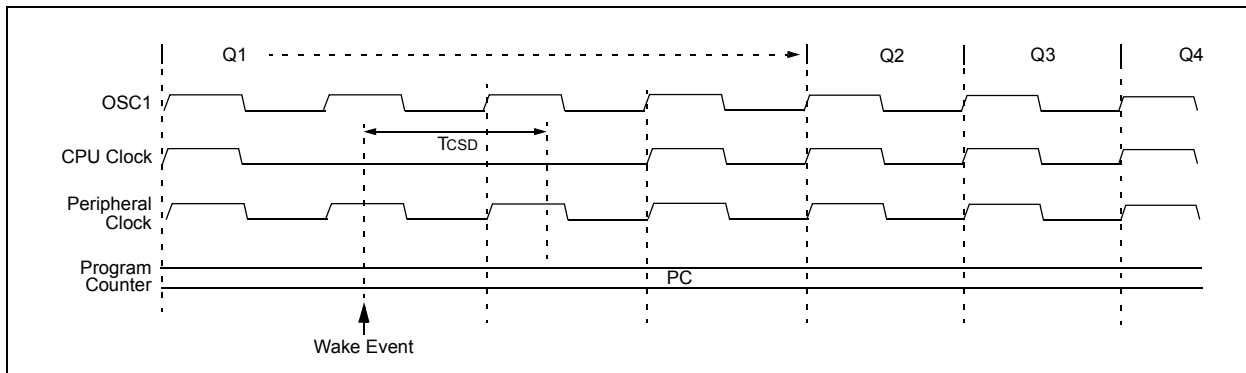 Q1 Q2 Q3 Q4
OSC1
TCSD
CPU Clock
Peripheral
Clock
Program
Counter
PC
Wake Event